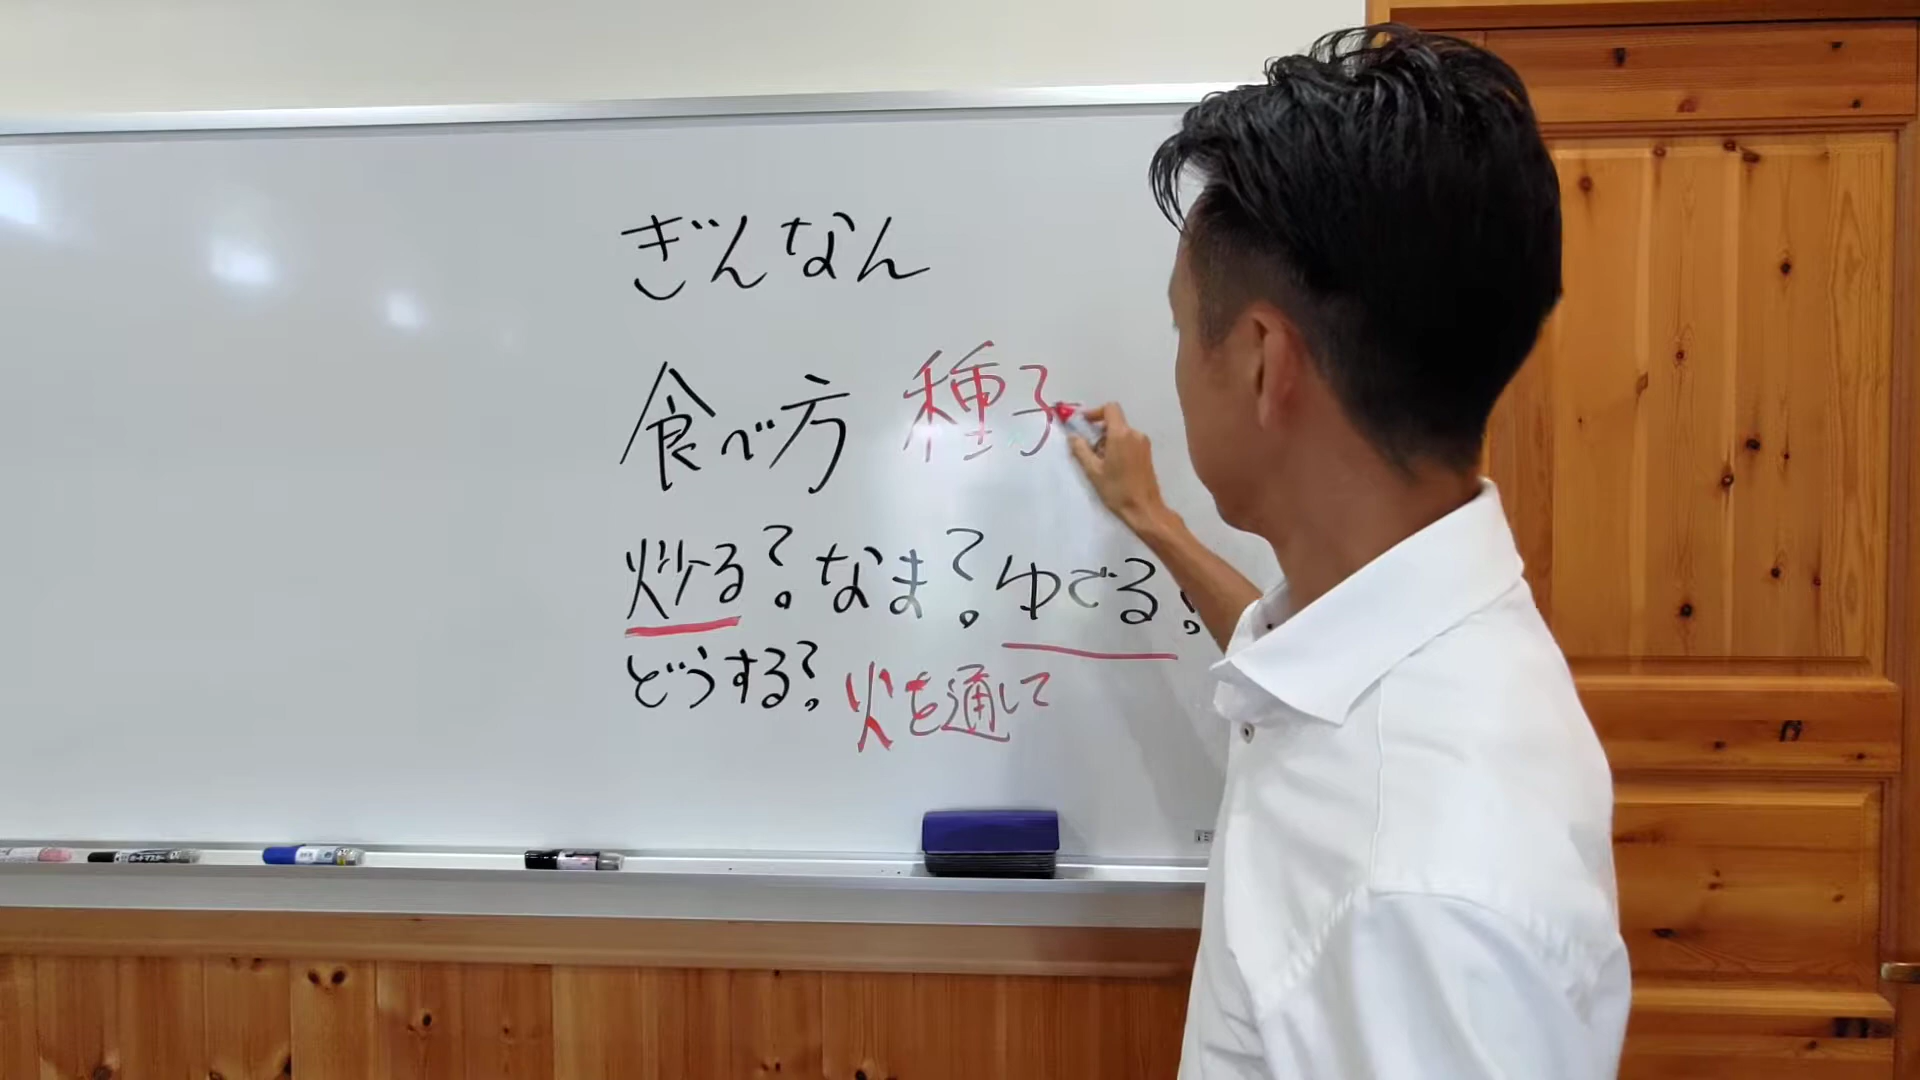 ぎんなん
食べ方 種子
炒る?なま?ゆでる?
どうする? 火を通して